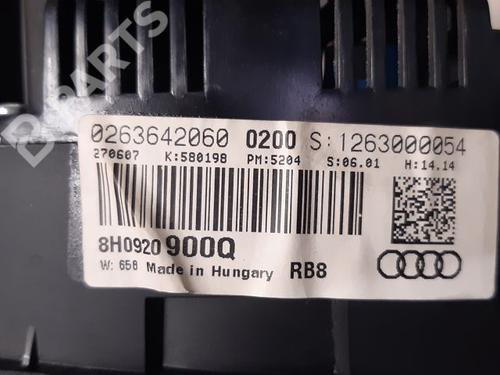 B-PARTS
0263642060 0200 S:1263000054
270607 K:580198 PM:5204 S:06.01 H:14.14
8H0920 900Q
W: 658 Made in Hungary RB8